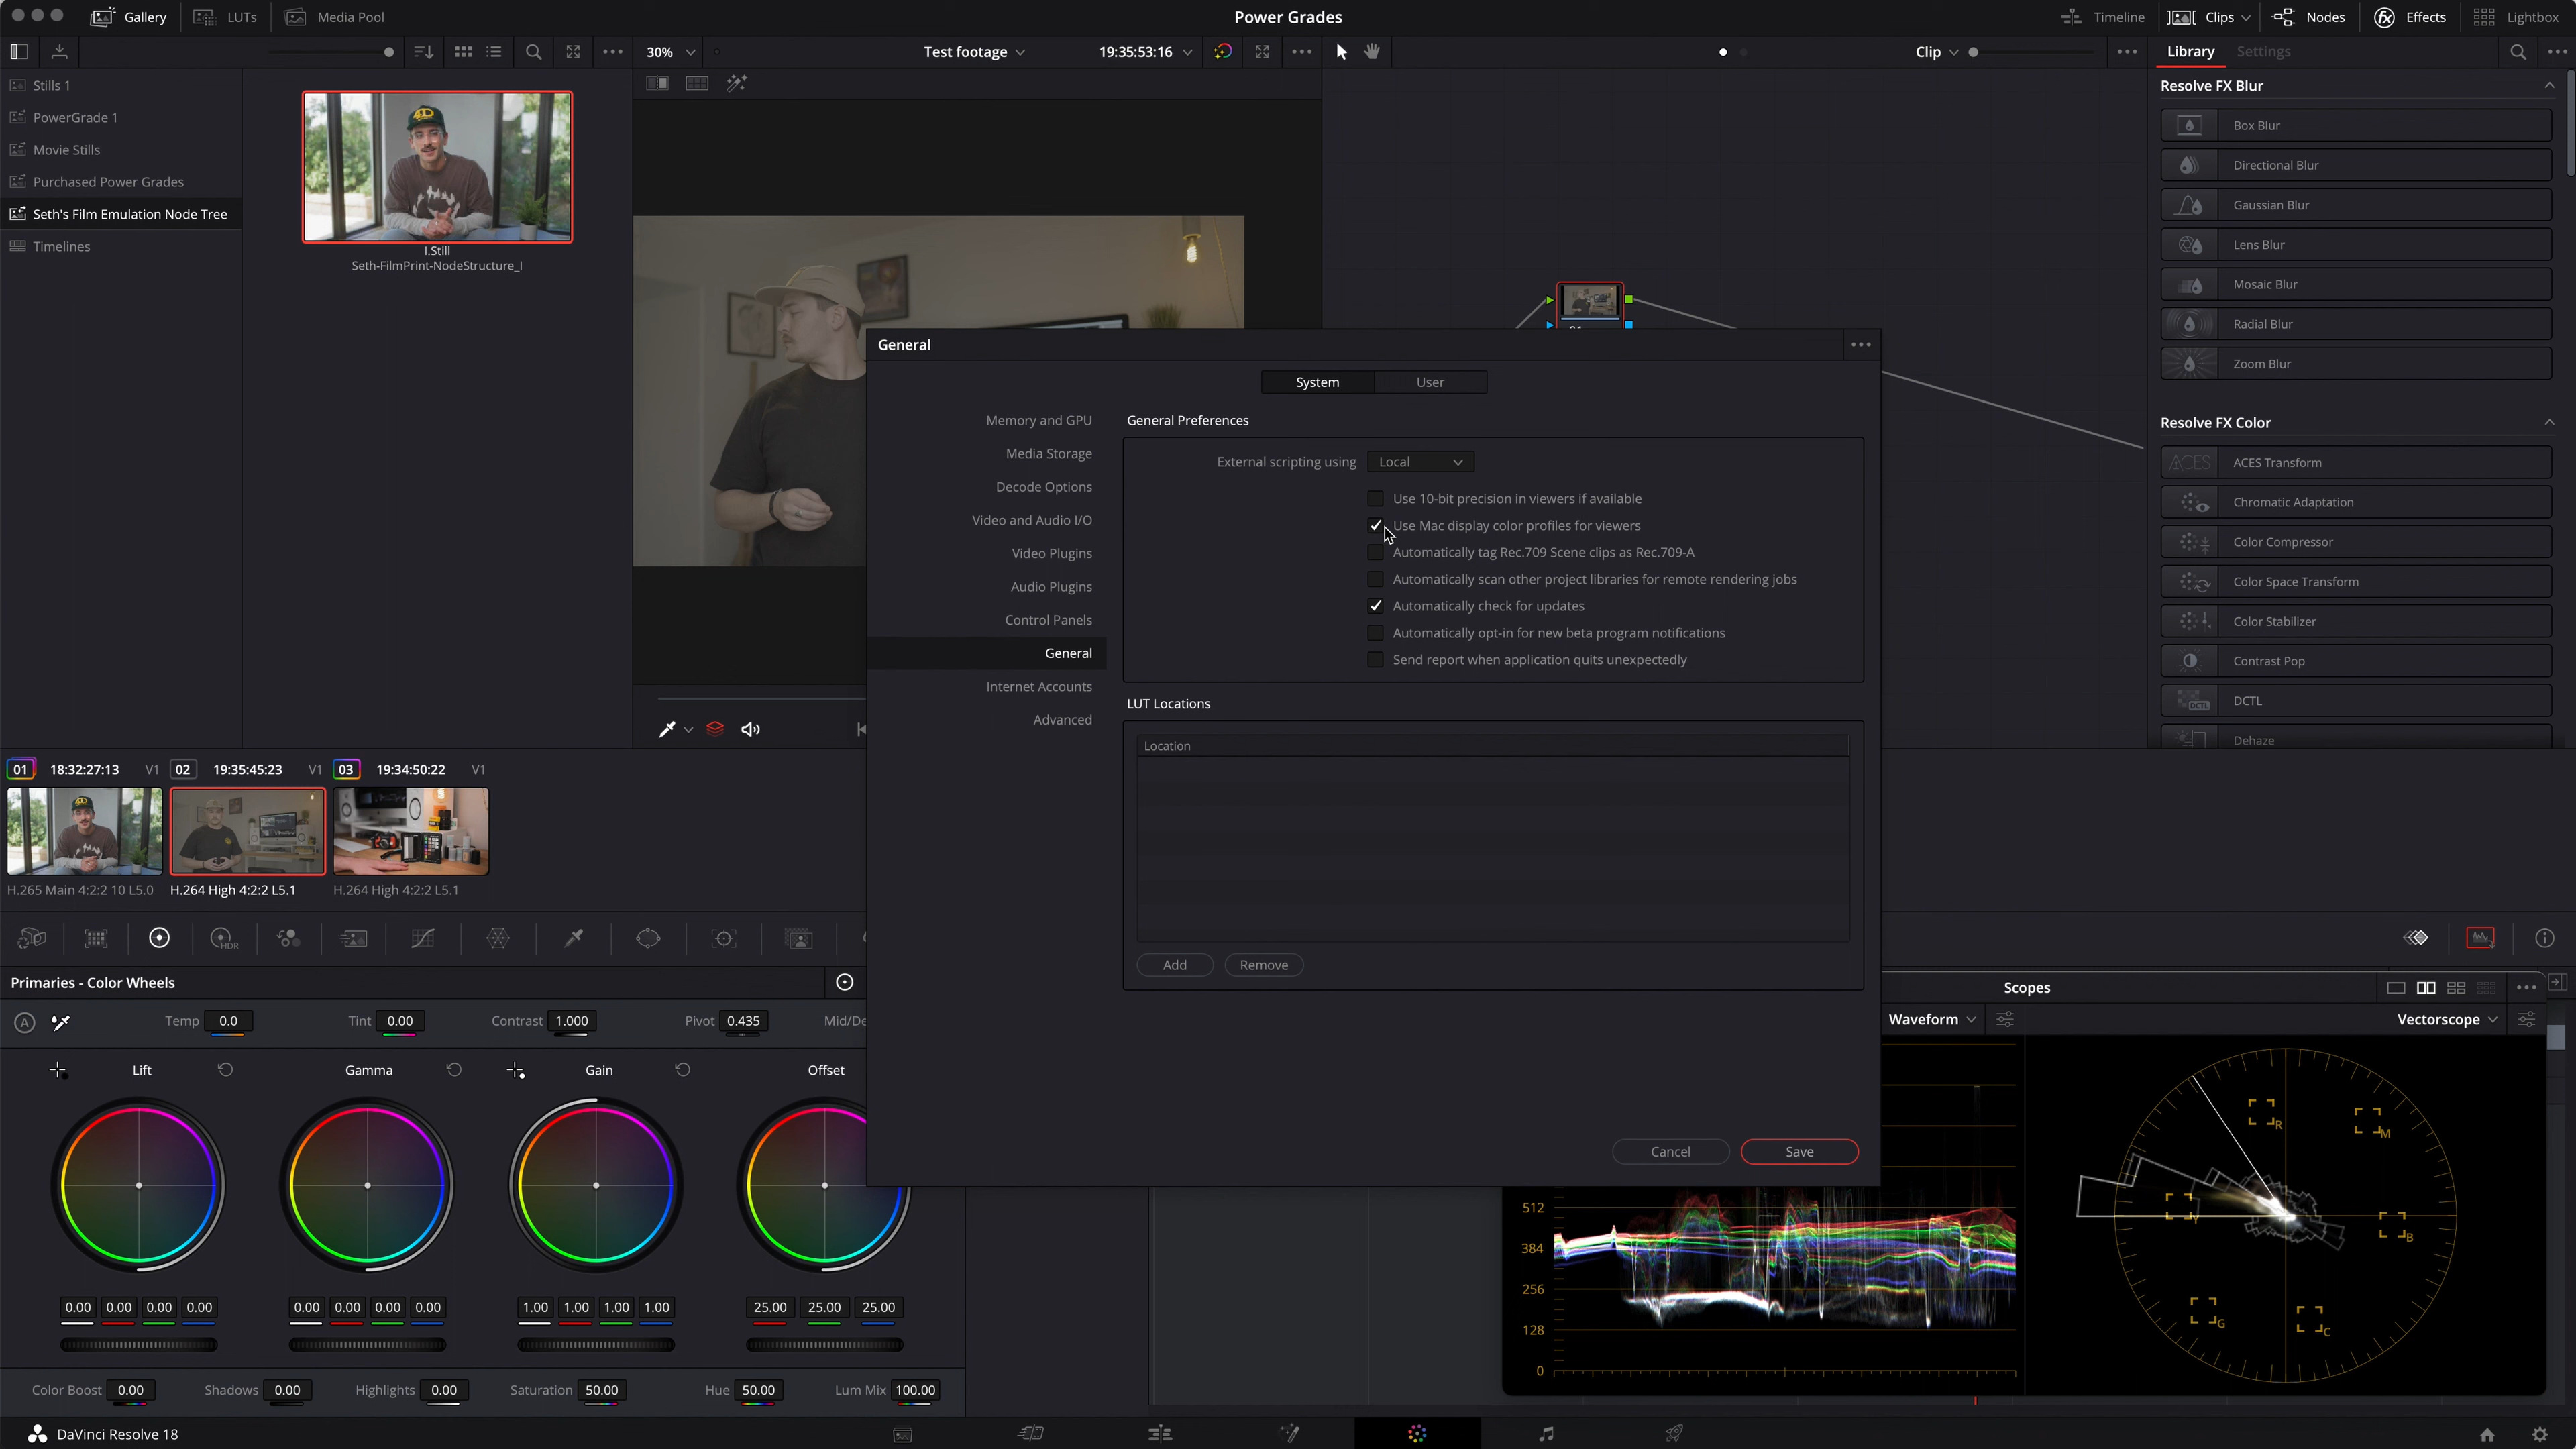 Gallery
LUTs
Media Pool
Power Grades
Timeline
Clips
Nodes
Effects
Lightbox
30%
Test footage
19:35:53:16
Clip
Library
Settings
Stills 1
PowerGrade 1
Movie Stills
Purchased Power Grades
Seth's Film Emulation Node Tree
Timelines
4D
1.Still
Seth-FilmPrint-NodeStructure_I
Resolve FX Blur
Box Blur
Directional Blur
Gaussian Blur
Lens Blur
Mosaic Blur
Radial Blur
Zoom Blur
Resolve FX Color
ACES
ACES Transform
Chromatic Adaptation
Color Compressor
Color Space Transform
Color Stabilizer
Contrast Pop
DCTL
DCTL
Dehaze
General
System
User
Memory and GPU
Media Storage
Decode Options
Video and Audio I/O
Video Plugins
Audio Plugins
Control Panels
General
Internet Accounts
Advanced
General Preferences
External scripting using
Local
Use 10-bit precision in viewers if available
Use Mac display color profiles for viewers
Automatically tag Rec.709 Scene clips as Rec.709-A
Automatically scan other project libraries for remote rendering jobs
Automatically check for updates
Automatically opt-in for new beta program notifications
Send report when application quits unexpectedly
LUT Locations
Location
Add
Remove
Cancel
Save
01
18:32:27:13
V1
02
19:35:45:23
V1
03
19:34:50:22
V1
H.265 Main 4:2:2 10 L5.0
H.264 High 4:2:2 L5.1
H.264 High 4:2:2 L5.1
HDR
Primaries - Color Wheels
A
Temp 0.0
Tint 0.00
Contrast 1.000
Pivot 0.435
Mid/De
Lift
Gamma
Gain
Offset
0.00 0.00 0.00 0.00
0.00 0.00 0.00 0.00
1.00 1.00 1.00 1.00
25.00 25.00 25.00
Color Boost 0.00
Shadows 0.00
Highlights 0.00
Saturation 50.00
Hue 50.00
Lum Mix 100.00
Scopes
Waveform
Vectorscope
512
384
256
128
0
R
M
Y
B
G
C
DaVinci Resolve 18